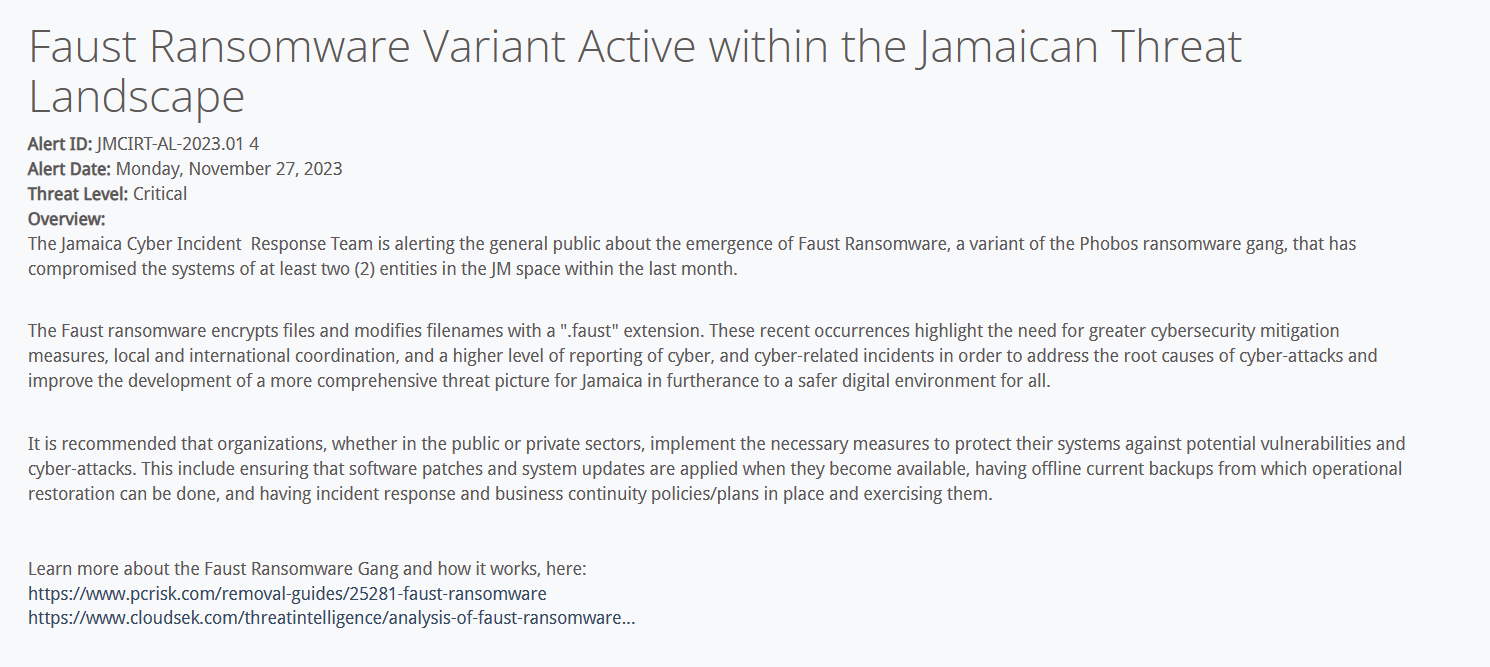 Faust Ransomware Variant Active within the Jamaican Threat
Landscape
Alert ID: JMCIRT-AL-2023.01 4
Alert Date: Monday, November 27, 2023
Threat Level: Critical
Overview:
The Jamaica Cyber Incident  Response Team is alerting the general public about the emergence of Faust Ransomware, a variant of the Phobos ransomware gang, that has
compromised the systems of at least two (2) entities in the JM space within the last month.
The Faust ransomware encrypts files and modifies filenames with a ".faust" extension. These recent occurrences highlight the need for greater cybersecurity mitigation
measures, local and international coordination, and a higher level of reporting of cyber, and cyber-related incidents in order to address the root causes of cyber-attacks and
improve the development of a more comprehensive threat picture for Jamaica in furtherance to a safer digital environment for all.
It is recommended that organizations, whether in the public or private sectors, implement the necessary measures to protect their systems against potential vulnerabilities and
cyber-attacks. This include ensuring that software patches and system updates are applied when they become available, having offline current backups from which operational
restoration can be done, and having incident response and business continuity policies/plans in place and exercising them.
Learn more about the Faust Ransomware Gang and how it works, here:
https://www.pcrisk.com/removal-guides/25281-faust-ransomware
https://www.cloudsek.com/threatintelligence/analysis-of-faust-ransomware...